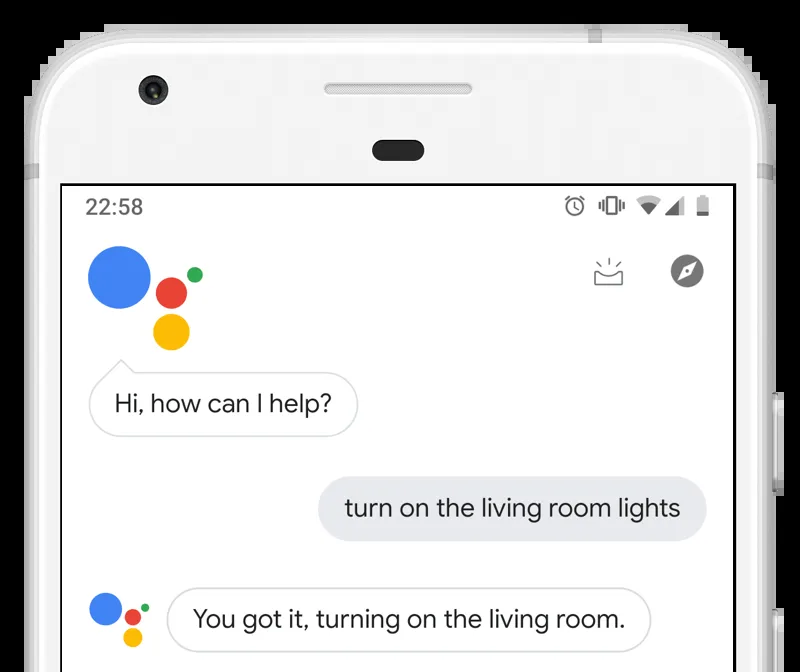 22:58
Hi, how can I help?
turn on the living room lights
You got it, turning on the living room.